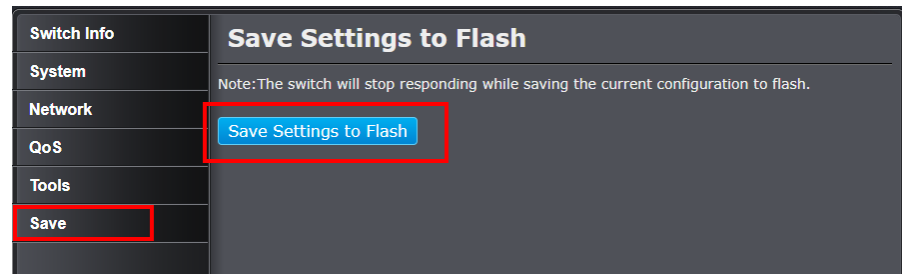 Switch Info
System
Network
QoS
Tools
Save
Save Settings to Flash
Note:The switch will stop responding while saving the current configuration to flash.
Save Settings to Flash